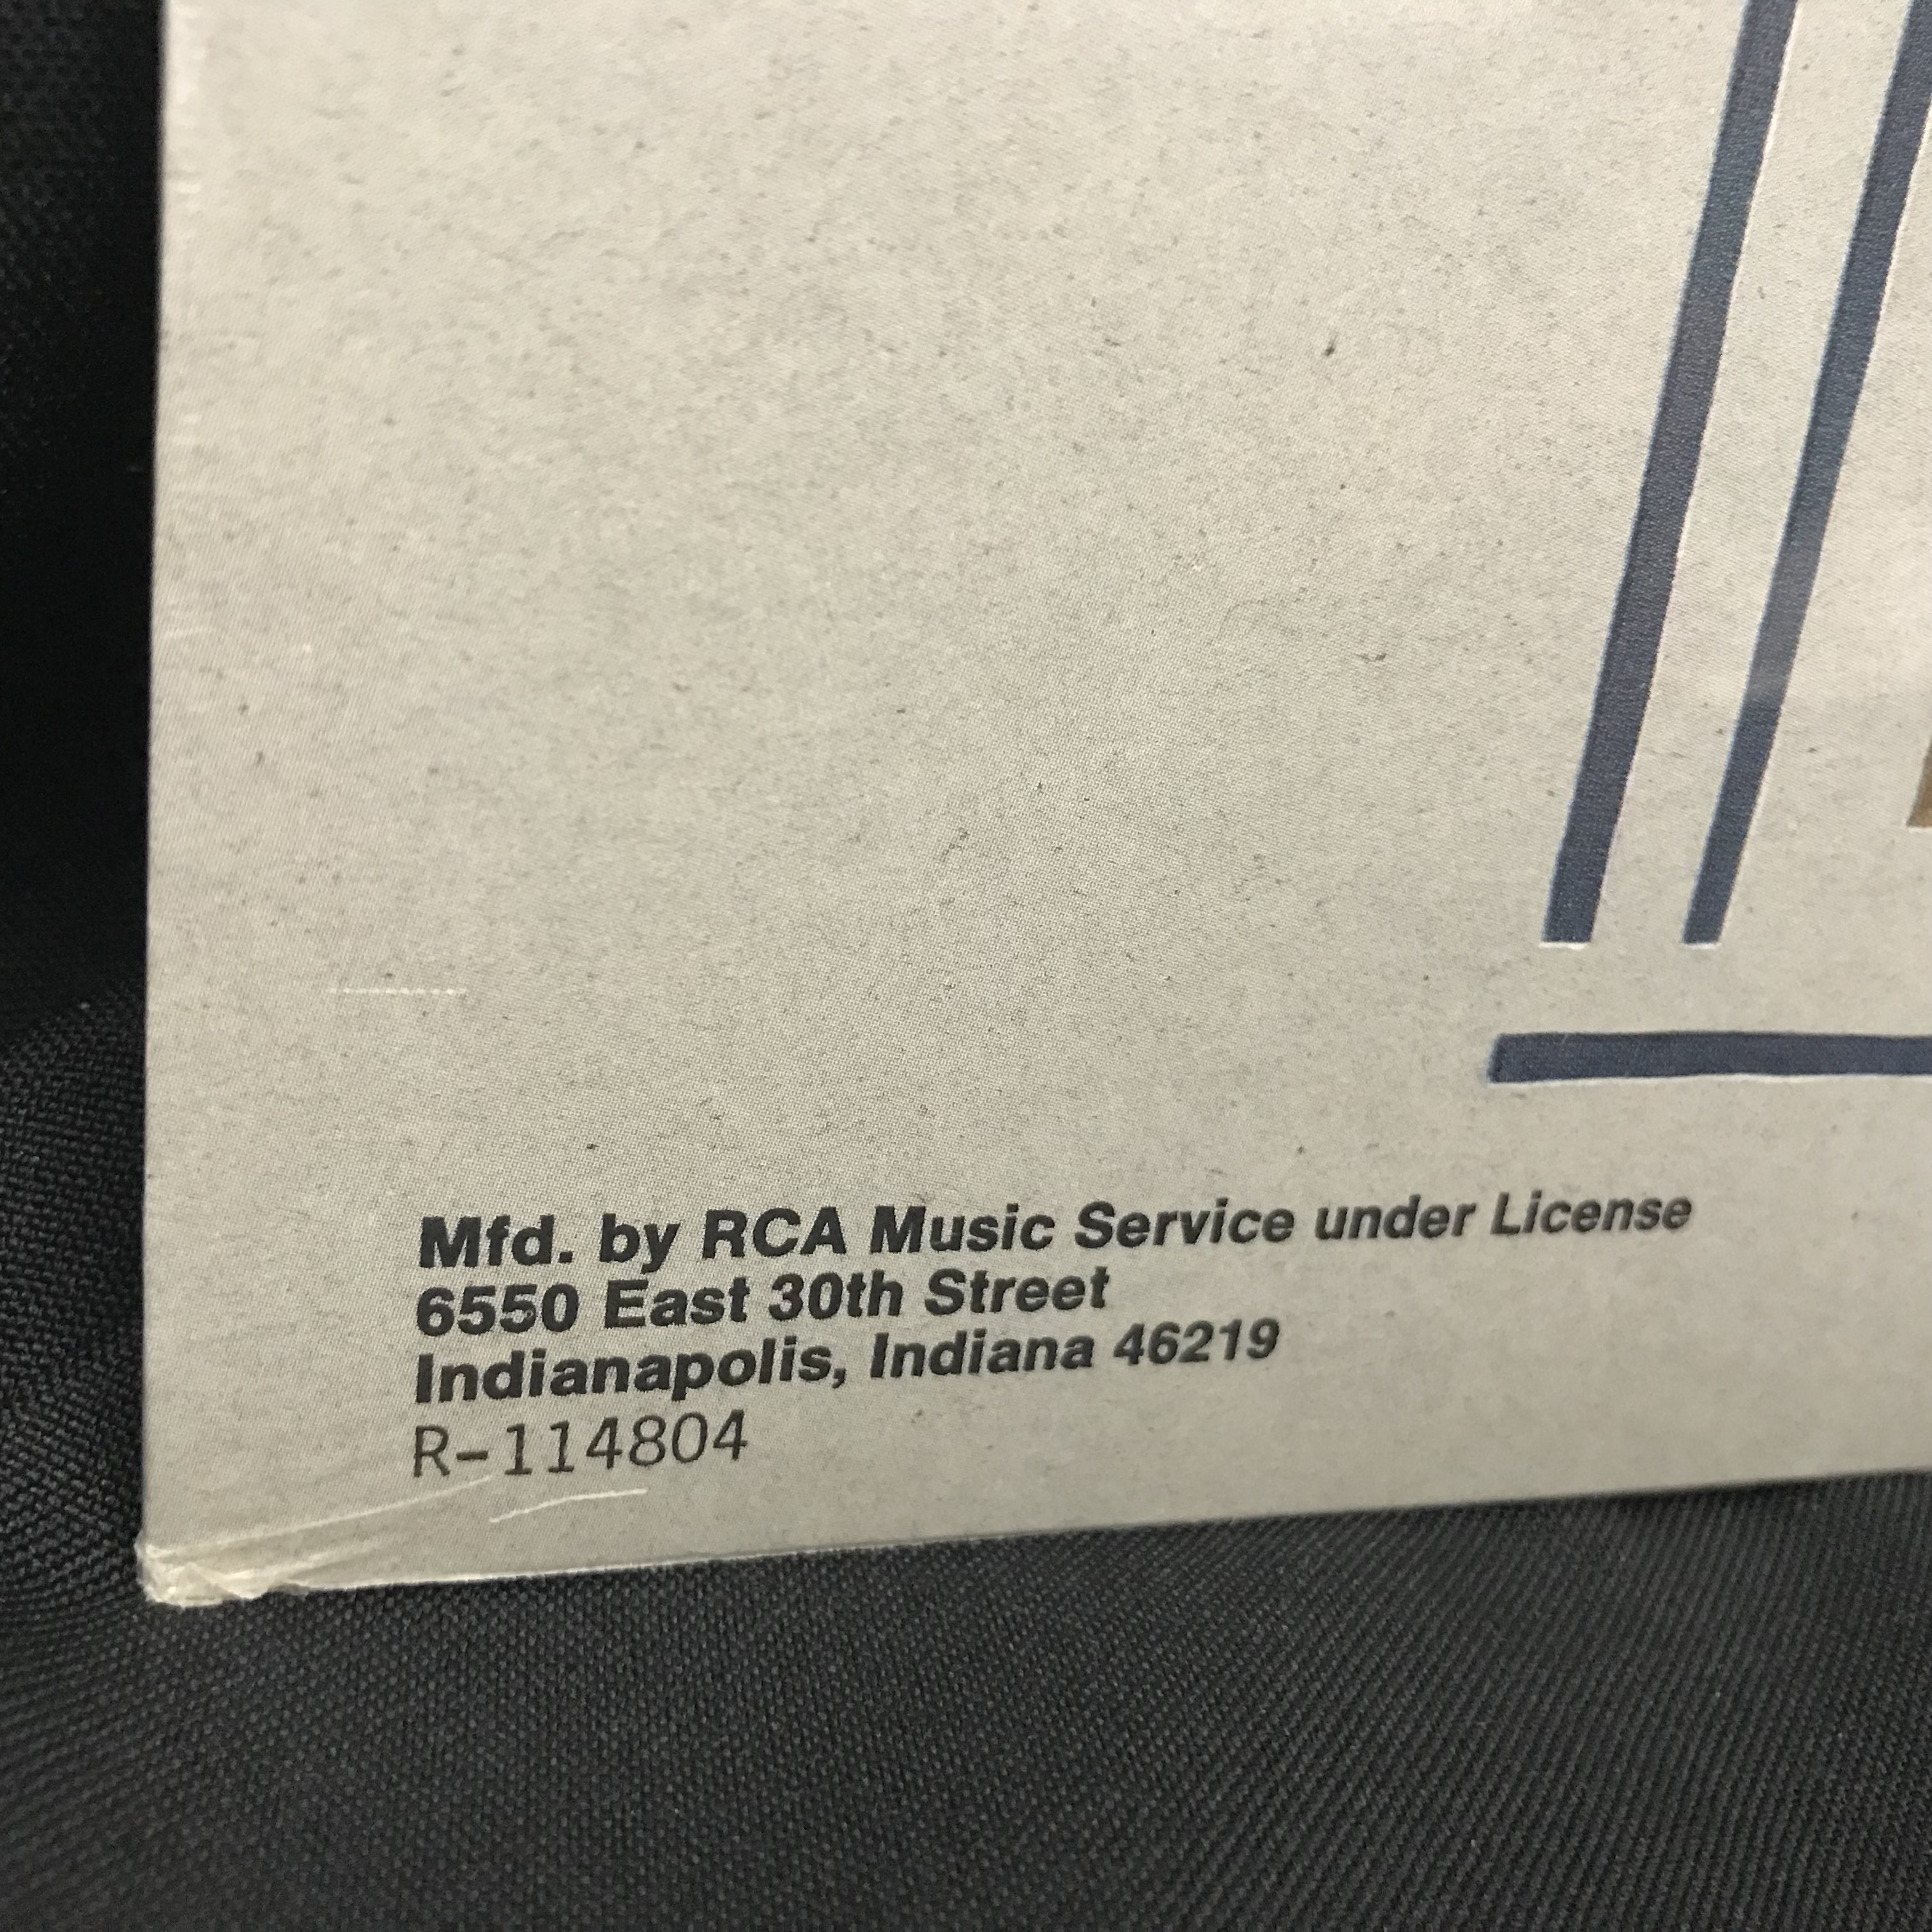 Mfd. by RCA Music Service under License
6550 East 30th Street
Indianapolis, Indiana 46219
R-114804